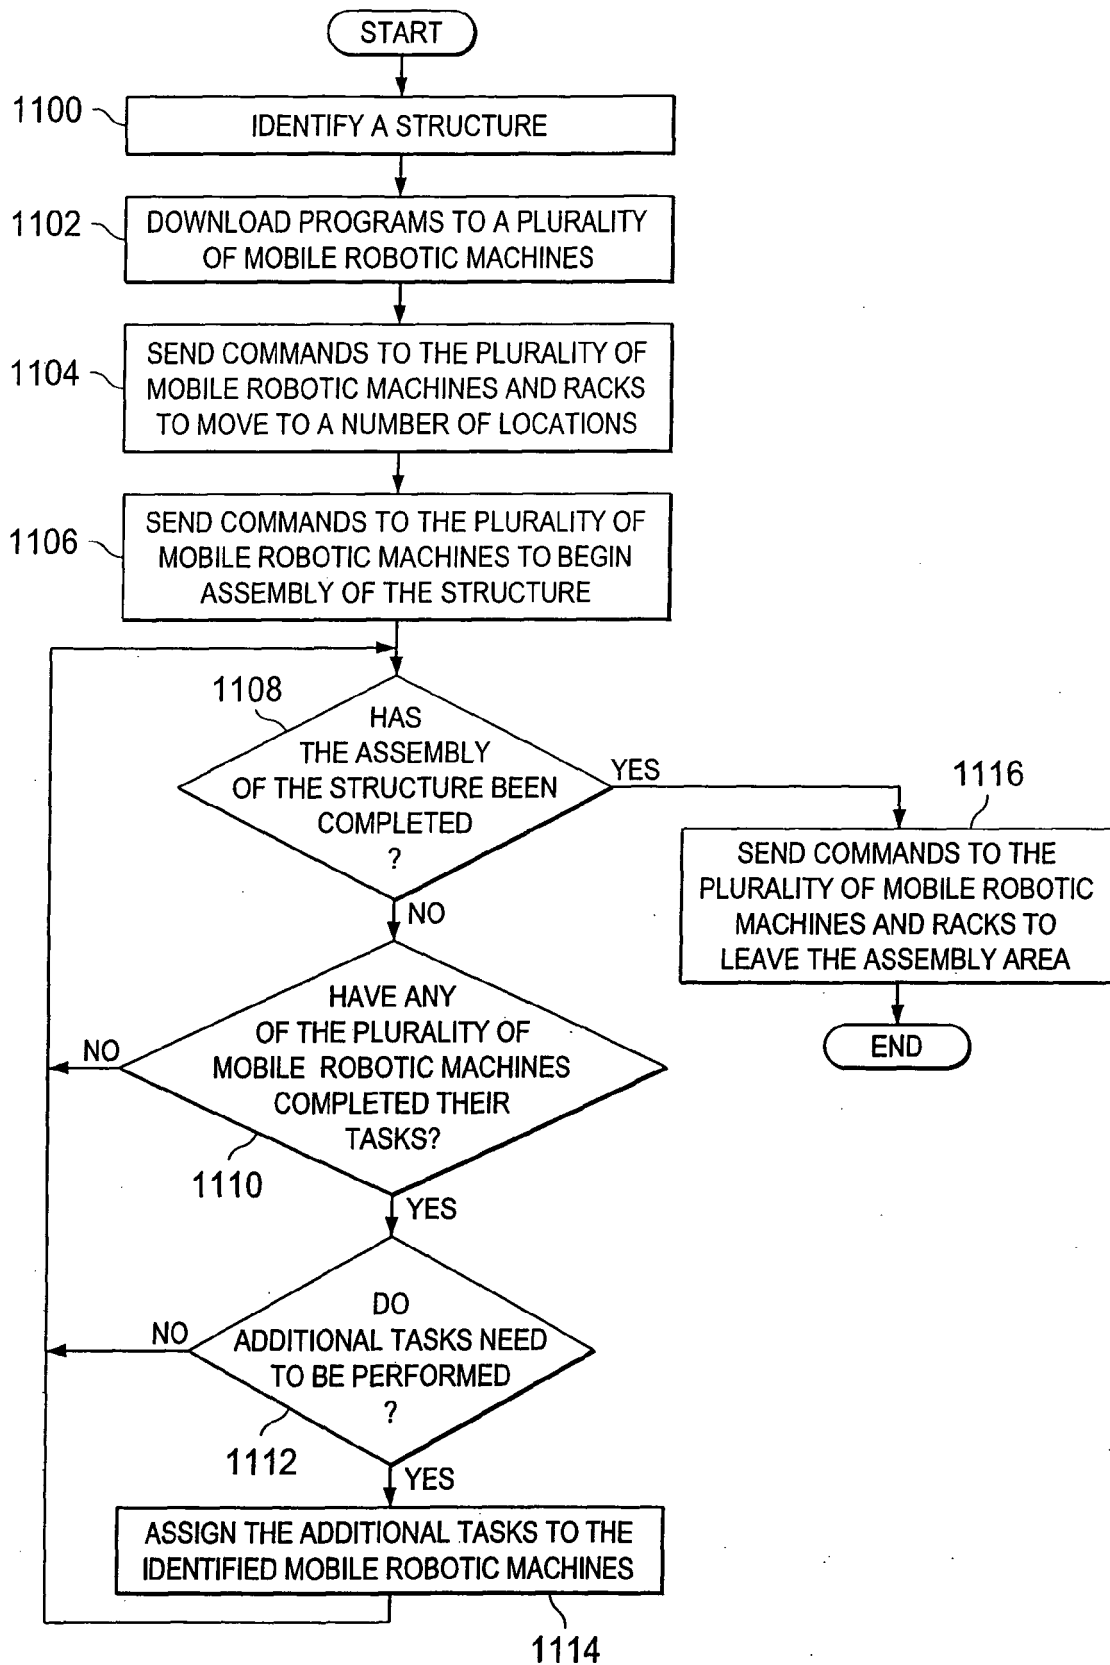 START
1100
IDENTIFY A STRUCTURE
1102
DOWNLOAD PROGRAMS TO A PLURALITY
OF MOBILE ROBOTIC MACHINES
1104
SEND COMMANDS TO THE PLURALITY OF
MOBILE ROBOTIC MACHINES AND RACKS
TO MOVE TO A NUMBER OF LOCATIONS
1106
SEND COMMANDS TO THE PLURALITY OF
MOBILE ROBOTIC MACHINES TO BEGIN
ASSEMBLY OF THE STRUCTURE
1108
HAS
THE ASSEMBLY
OF THE STRUCTURE BEEN
COMPLETED
?
YES
1116
SEND COMMANDS TO THE
PLURALITY OF MOBILE ROBOTIC
MACHINES AND RACKS TO
LEAVE THE ASSEMBLY AREA
END
NO
HAVE ANY
OF THE PLURALITY OF
MOBILE ROBOTIC MACHINES
COMPLETED THEIR
TASKS?
NO
1110
YES
DO
ADDITIONAL TASKS NEED
TO BE PERFORMED
?
NO
1112
YES
ASSIGN THE ADDITIONAL TASKS TO THE
IDENTIFIED MOBILE ROBOTIC MACHINES
1114